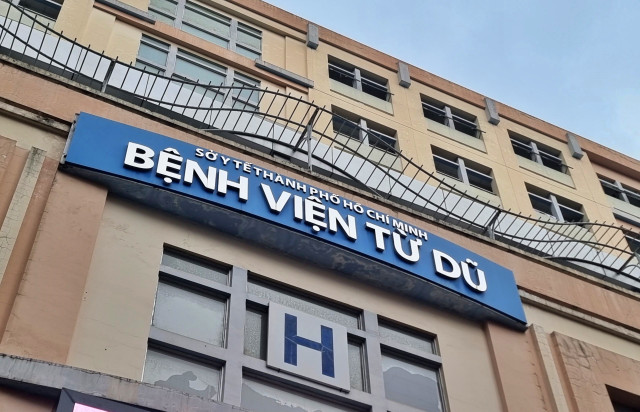 SỞ Y TẾ THÀNH PHỐ HỒ CHÍ MINH
BỆNH VIỆN TỪ DŨ
H